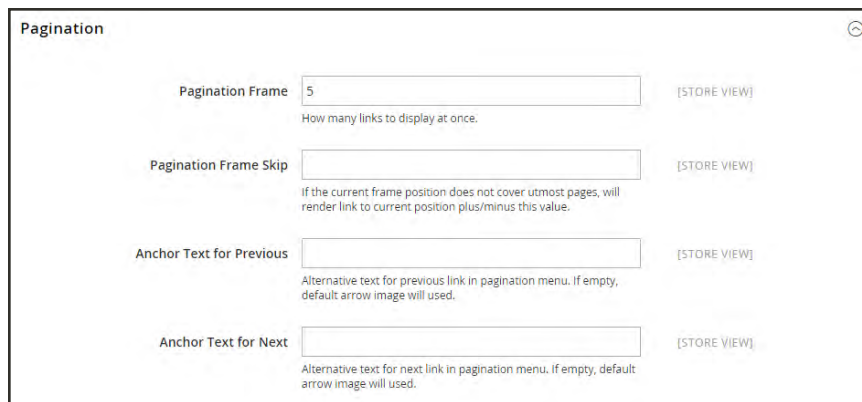 Pagination
Pagination Frame 5 [STORE VIEW]
How many links to display at once.
Pagination Frame Skip [STORE VIEW]
If the current frame position does not cover utmost pages, will
render link to current position plus/minus this value.
Anchor Text for Previous [STORE VIEW]
Alternative text for previous link in pagination menu. If empty,
default arrow image will used.
Anchor Text for Next [STORE VIEW]
Alternative text for next link in pagination menu. If empty, default
arrow image will used.